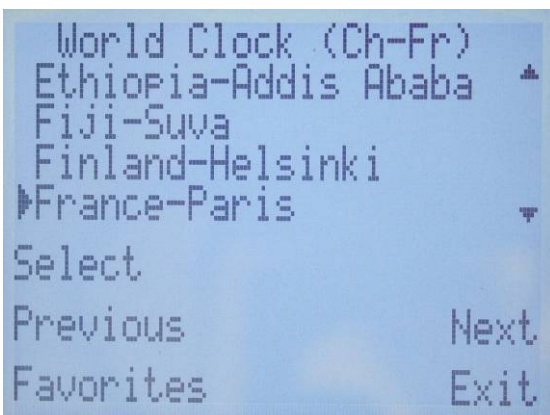 World Clock (Ch-Fr)
Ethiopia-Addis Ababa
Fiji-Suva
Finland-Helsinki
France-Paris
Select
Previous Next
Favorites Exit